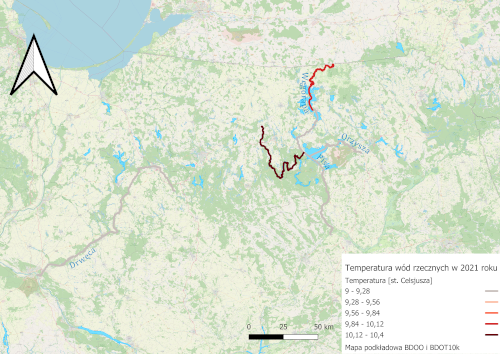 Węgorapa
Orzysza
Pisa
Drwęca
Temperatura wód rzecznych w 2021 roku
Temperatura [st. Ceisjusza]
9 - 9,28
9,28 - 9,56
9,56 - 9,84
9,84 - 10,12
10,12 - 10,4
0 25 50 km
Mapa podkładowa BDOO i BDOT10k